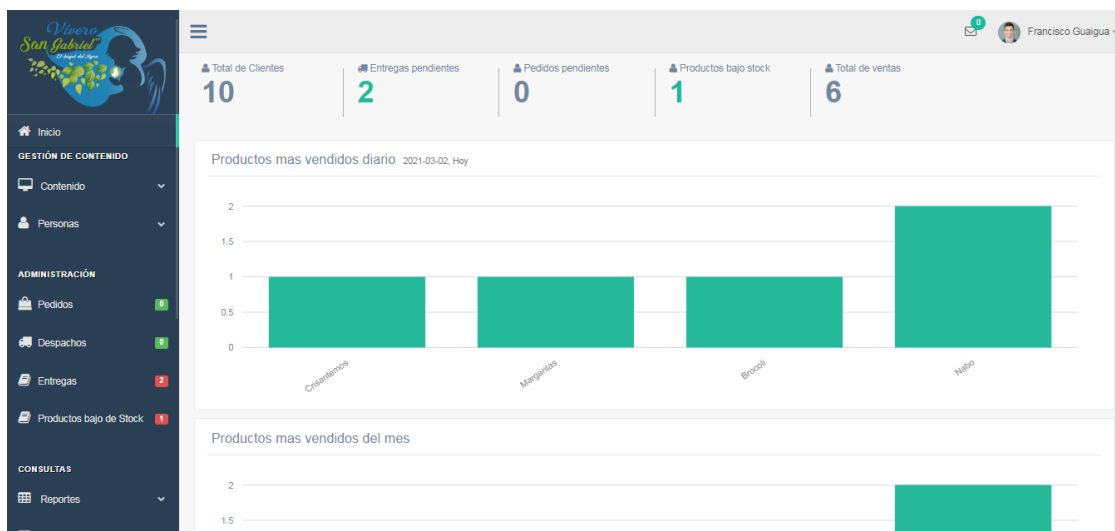 Vivero
San Gabriel
El Angel del Agro
Inicio
GESTIÓN DE CONTENIDO
Contenido
Personas
ADMINISTRACIÓN
Pedidos 0
Despachos 0
Entregas 2
Productos bajo de Stock 1
CONSULTAS
Reportes
0
Francisco Guaigua
Total de Clientes
10
Entregas pendientes
2
Pedidos pendientes
0
Productos bajo stock
1
Total de ventas
6
Productos mas vendidos diario 2021-03-02, Hoy
2
1.5
1
0.5
0
Crisantemos
Margaritas
Brocoli
Nabo
Productos mas vendidos del mes
2
1.5